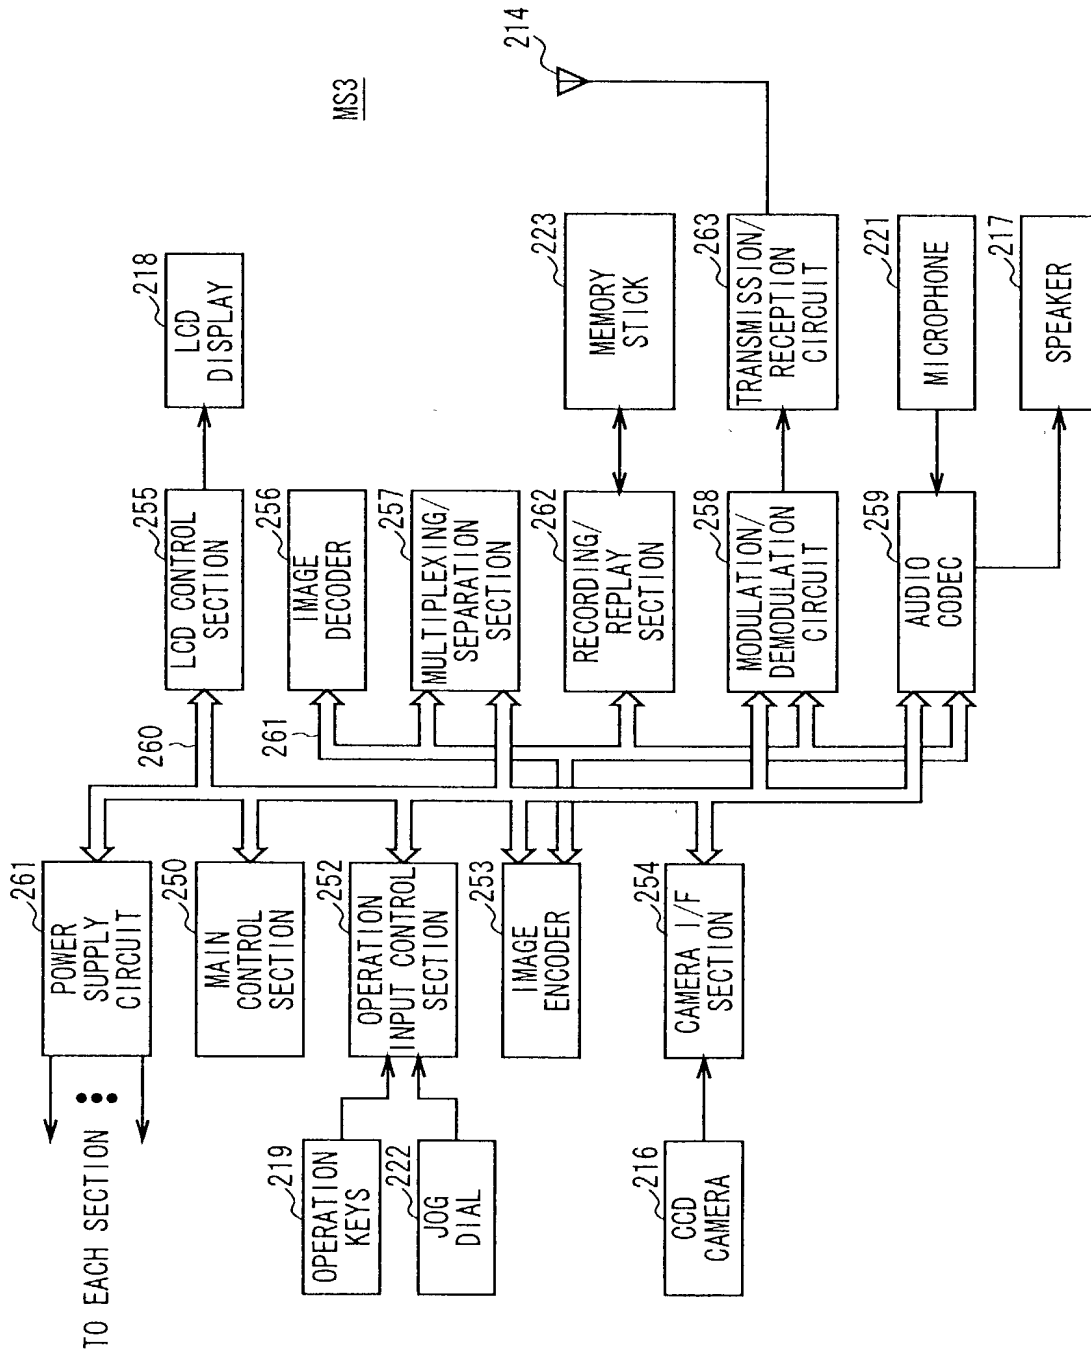 MS3
214
218
LCD
DISPLAY
223
MEMORY
STICK
263
TRANSMISSION/
RECEPTION
CIRCUIT
221
MICROPHONE
217
SPEAKER
255
LCD CONTROL
SECTION
256
IMAGE
DECODER
257
MULTIPLEXING/
SEPARATION
SECTION
262
RECORDING/
REPLAY
SECTION
258
MODULATION/
DEMODULATION
CIRCUIT
259
AUDIO
CODEC
260
261
261
POWER
SUPPLY
CIRCUIT
250
MAIN
CONTROL
SECTION
252
OPERATION
INPUT CONTROL
SECTION
253
IMAGE
ENCODER
254
CAMERA I/F
SECTION
TO EACH SECTION
219
OPERATION
KEYS
222
JOG
DIAL
216
CCD
CAMERA